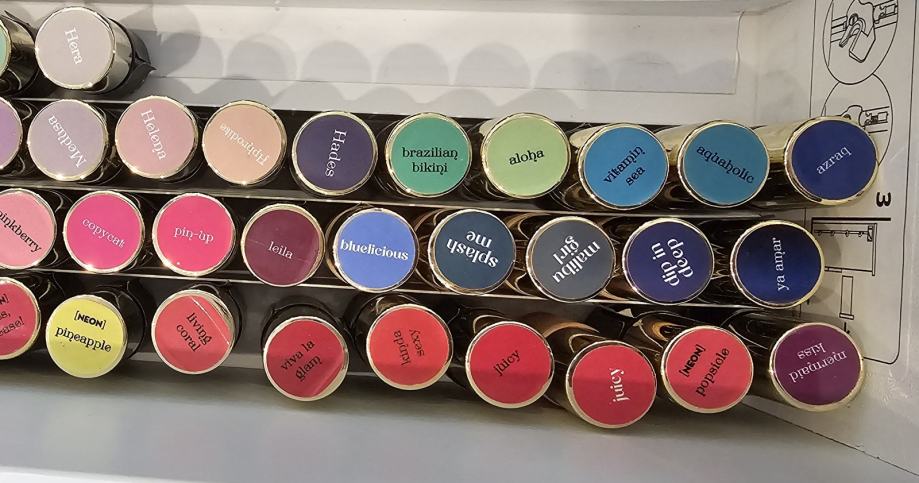 Hera
Medusa
Helena
Aphrodite
Hades
brazilian
bikini
aloha
vitamin
sea
aquaholic
azraq
pinkberry
copycat
pin-up
leila
bluelicious
splash
me
malibu
girl
deep
dip
ya amar
[NEON]
pineapple
living
coral
viva la
glam
kinda
sexy
juicy
juicy
[NEON]
popsicle
mermaid
kiss
3